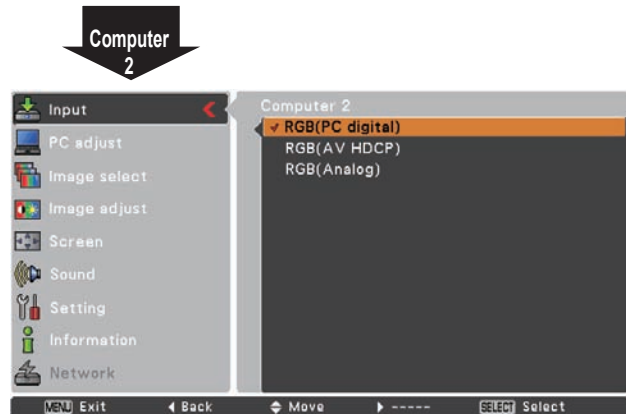 Computer
2
Input
PC adjust
Image select
Image adjust
Screen
Sound
Setting
Information
Network
Computer 2
RGB(PC digital)
RGB(AV HDCP)
RGB(Analog)
MENU Exit Back Move ----- SELECT Select